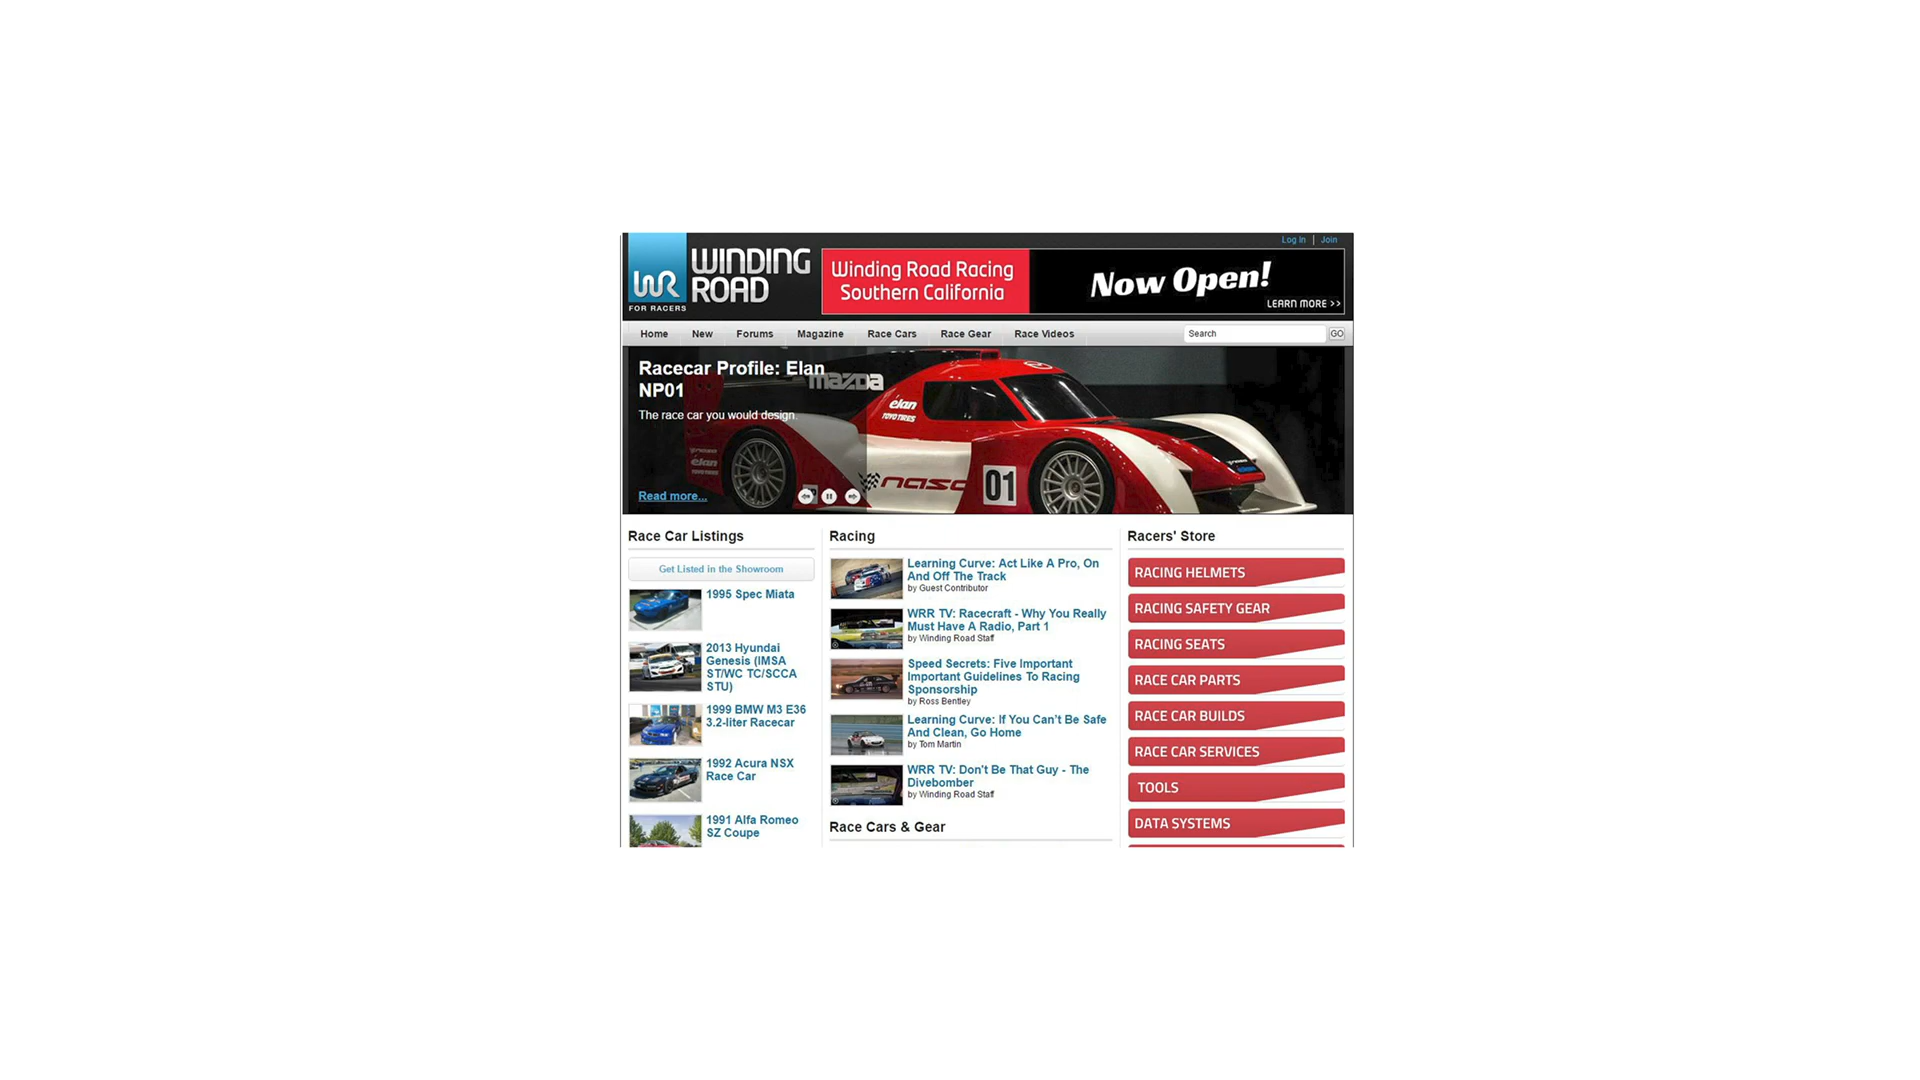 Log In | Join
WR
FOR RACERS
WINDING
ROAD
Winding Road Racing
Southern California
Now Open!
LEARN MORE >>
Home New Forums Magazine Race Cars Race Gear Race Videos
Search GO
Racecar Profile: Elan
NP01
The race car you would design.
Read more...
mazda
élan
TOYO TIRES
élan
nasa
01
Race Car Listings
Get Listed in the Showroom
1995 Spec Miata
2013 Hyundai
Genesis (IMSA
ST/WC TC/SCCA
STU)
1999 BMW M3 E36
3.2-liter Racecar
1992 Acura NSX
Race Car
1991 Alfa Romeo
SZ Coupe
Racing
Learning Curve: Act Like A Pro, On
And Off The Track
by Guest Contributor
WRR TV: Racecraft - Why You Really
Must Have A Radio, Part 1
by Winding Road Staff
Speed Secrets: Five Important
Important Guidelines To Racing
Sponsorship
by Ross Bentley
Learning Curve: If You Can't Be Safe
And Clean, Go Home
by Tom Martin
WRR TV: Don't Be That Guy - The
Divebomber
by Winding Road Staff
Race Cars & Gear
Racers' Store
RACING HELMETS
RACING SAFETY GEAR
RACING SEATS
RACE CAR PARTS
RACE CAR BUILDS
RACE CAR SERVICES
TOOLS
DATA SYSTEMS